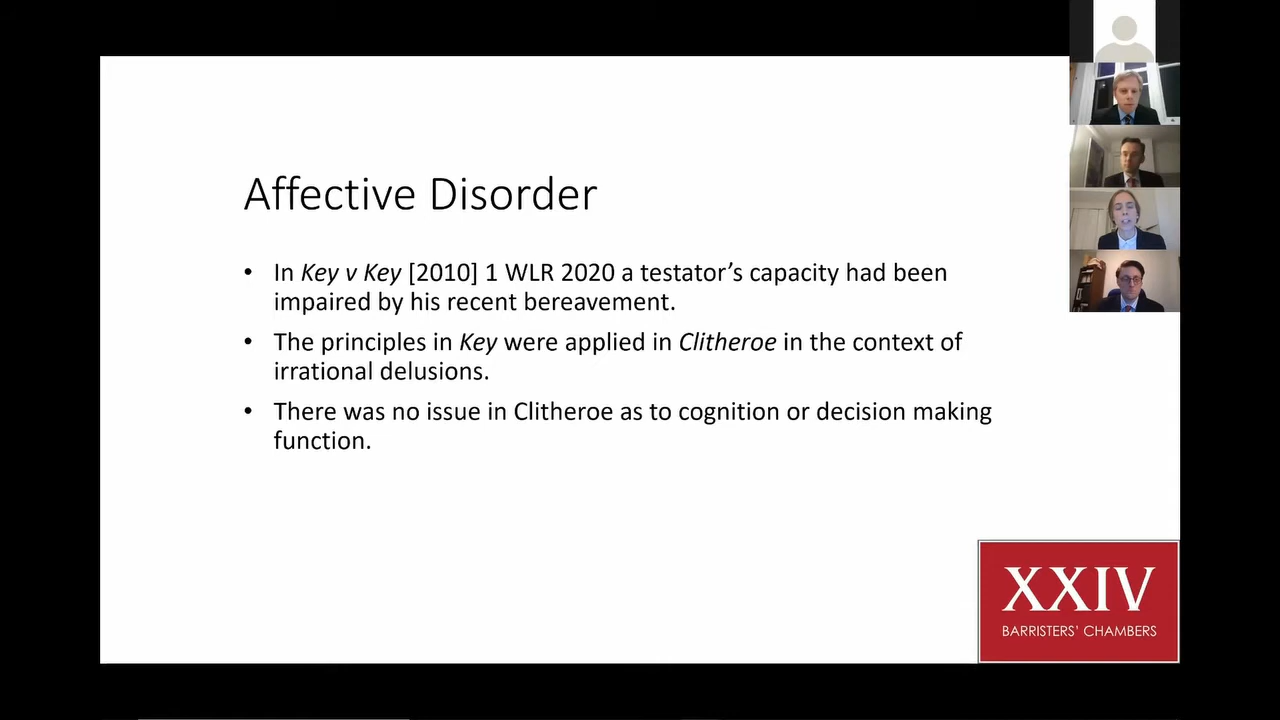 Affective Disorder
• In Key v Key [2010] 1 WLR 2020 a testator’s capacity had been
impaired by his recent bereavement.
• The principles in Key were applied in Clitheroe in the context of
irrational delusions.
• There was no issue in Clitheroe as to cognition or decision making
function.
XXIV
BARRISTERS’ CHAMBERS